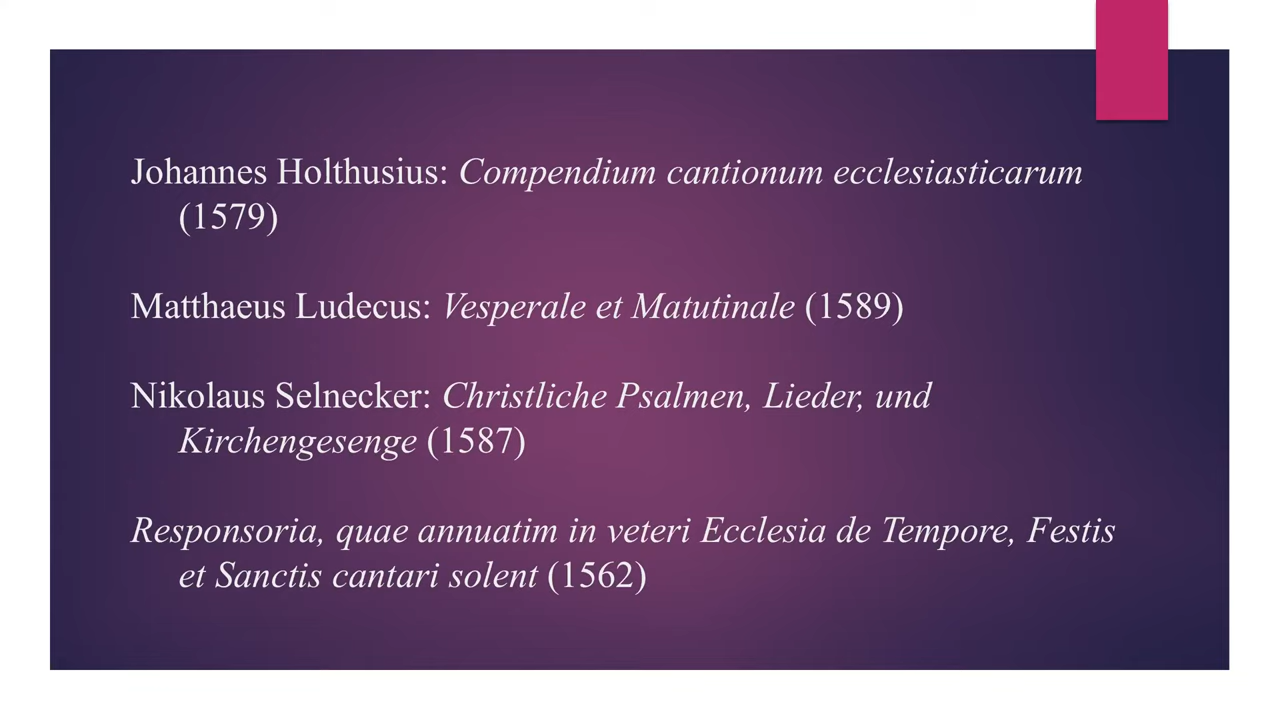 Johannes Holthusius: Compendium cantionum ecclesiasticarum
(1579)
Matthaeus Ludecus: Vesperale et Matutinale (1589)
Nikolaus Selnecker: Christliche Psalmen, Lieder, und
Kirchengesenge (1587)
Responsoria, quae annuatim in veteri Ecclesia de Tempore, Festis
et Sanctis cantari solent (1562)